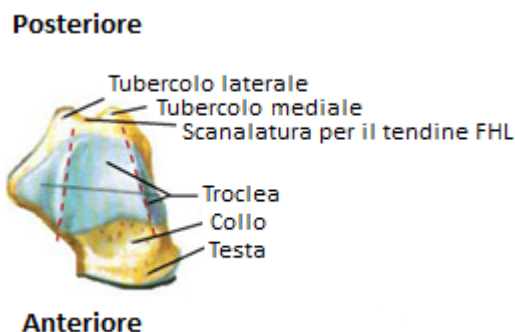 Posteriore
Tubercolo laterale
Tubercolo mediale
Scanalatura per il tendine FHL
Troclea
Collo
Testa
Anteriore